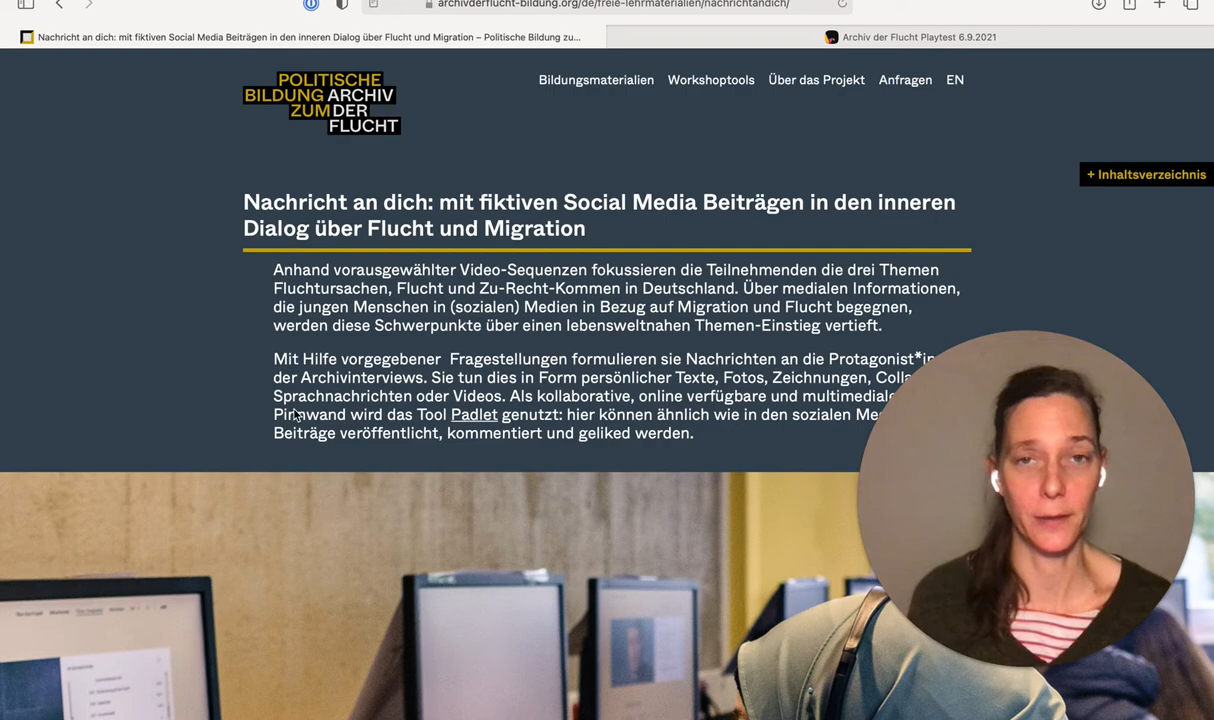 archivderflucht-bildung.org/de/freie-lehrmaterialien/nachrichtandich/
Nachricht an dich: mit fiktiven Social Media Beiträgen in den inneren Dialog über Flucht und Migration – Politische Bildung zu...
Archiv der Flucht Playtest 6.9.2021
POLITISCHE
BILDUNG ARCHIV
ZUM DER
FLUCHT
Bildungsmaterialien Workshoptools Über das Projekt Anfragen EN
+ Inhaltsverzeichnis
Nachricht an dich: mit fiktiven Social Media Beiträgen in den inneren
Dialog über Flucht und Migration
Anhand vorausgewählter Video-Sequenzen fokussieren die Teilnehmenden die drei Themen
Fluchtursachen, Flucht und Zu-Recht-Kommen in Deutschland. Über medialen Informationen,
die jungen Menschen in (sozialen) Medien in Bezug auf Migration und Flucht begegnen,
werden diese Schwerpunkte über einen lebensweltnahen Themen-Einstieg vertieft.
Mit Hilfe vorgegebener Fragestellungen formulieren sie Nachrichten an die Protagonist*in
der Archivinterviews. Sie tun dies in Form persönlicher Texte, Fotos, Zeichnungen, Colla
Sprachnachrichten oder Videos. Als kollaborative, online verfügbare und multimediale
Pinnwand wird das Tool Padlet genutzt: hier können ähnlich wie in den sozialen Me
Beiträge veröffentlicht, kommentiert und geliked werden.